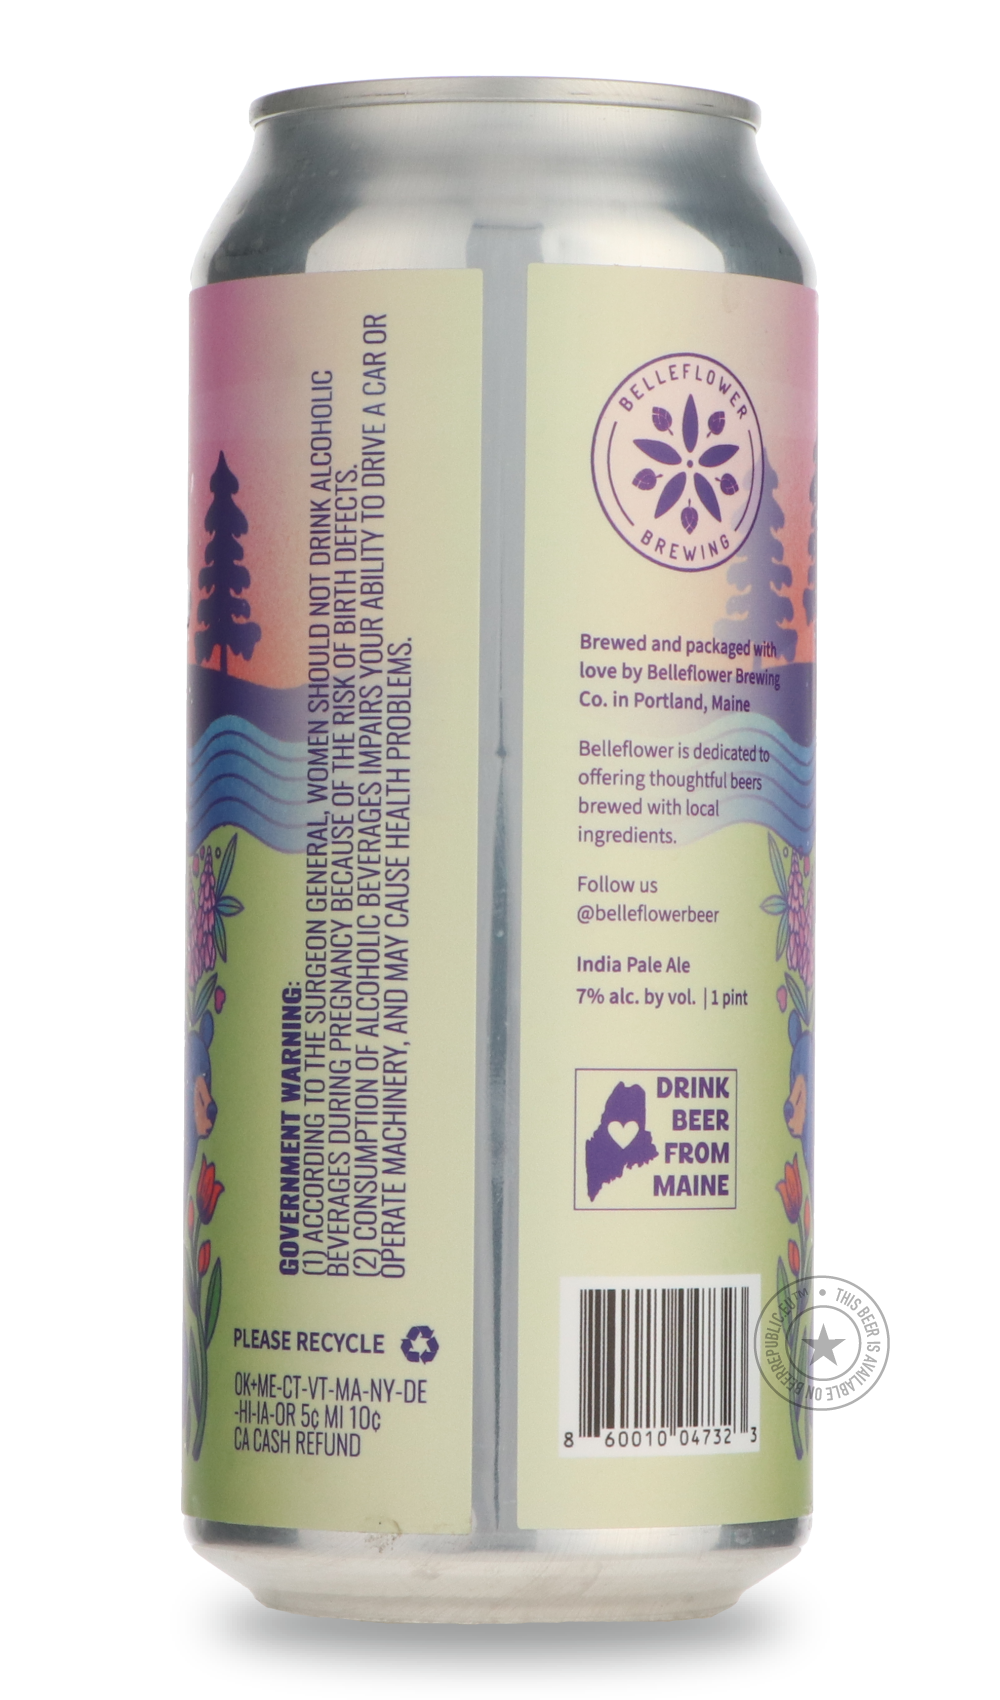 GOVERNMENT WARNING:
(1) ACCORDING TO THE SURGEON GENERAL, WOMEN SHOULD NOT DRINK ALCOHOLIC
BEVERAGES DURING PREGNANCY BECAUSE OF THE RISK OF BIRTH DEFECTS.
(2) CONSUMPTION OF ALCOHOLIC BEVERAGES IMPAIRS YOUR ABILITY TO DRIVE A CAR OR
OPERATE MACHINERY, AND MAY CAUSE HEALTH PROBLEMS.
PLEASE RECYCLE
OK+ME-CT-VT-MA-NY-DE
-HI-IA-OR 5¢ MI 10¢
CA CASH REFUND
BELLEFLOWER
BREWING
Brewed and packaged with
love by Belleflower Brewing
Co. in Portland, Maine
Belleflower is dedicated to
offering thoughtful beers
brewed with local
ingredients.
Follow us
@belleflowerbeer
India Pale Ale
7% alc. by vol. | 1 pint
DRINK
BEER
FROM
MAINE
8 60010 04732 3
THIS BEER IS AVAILABLE ON BEERREPUBLIC.EU™